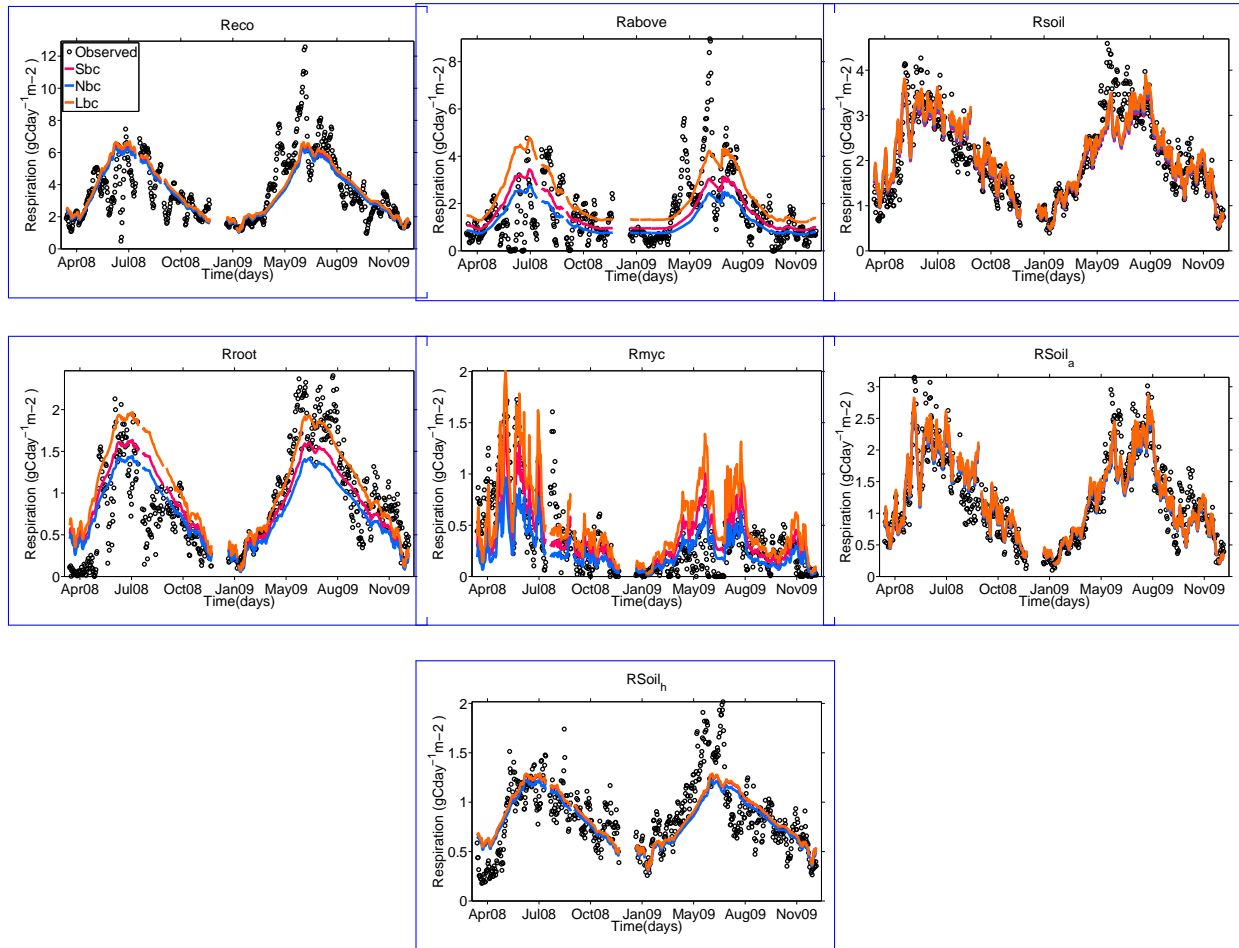 Reco
Respiration (gCday⁻¹m−2 )
12
10
8
6
4
2
0
Observed
Sbc
Nbc
Lbc
Apr08 Jul08 Oct08 Jan09 May09 Aug09 Nov09
Time(days)
Rabove
Respiration (gCday⁻¹m−2 )
8
6
4
2
0
Apr08 Jul08 Oct08 Jan09 May09 Aug09 Nov09
Time(days)
Rsoil
Respiration (gCday⁻¹m−2 )
4
3
2
1
0
Apr08 Jul08 Oct08 Jan09 May09 Aug09 Nov09
Time(days)
Rroot
Respiration (gCday⁻¹m−2 )
2
1.5
1
0.5
0
Apr08 Jul08 Oct08 Jan09 May09 Aug09 Nov09
Time(days)
Rmyc
Respiration (gCday⁻¹m−2 )
2
1.5
1
0.5
0
Apr08 Jul08 Oct08 Jan09 May09 Aug09 Nov09
Time(days)
RSoilₐ
Respiration (gCday⁻¹m−2 )
3
2.5
2
1.5
1
0.5
0
Apr08 Jul08 Oct08 Jan09 May09 Aug09 Nov09
Time(days)
RSoilₕ
Respiration (gCday⁻¹m−2 )
2
1.5
1
0.5
0
Apr08 Jul08 Oct08 Jan09 May09 Aug09 Nov09
Time(days)